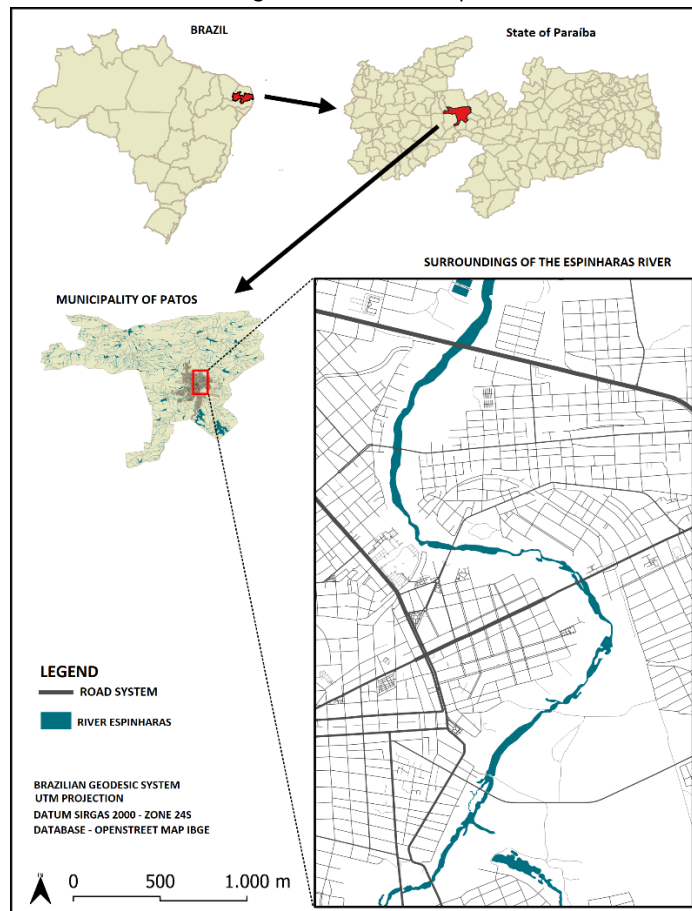 BRAZIL
State of Paraíba
SURROUNDINGS OF THE ESPINHARAS RIVER
MUNICIPALITY OF PATOS
LEGEND
ROAD SYSTEM
RIVER ESPINHARAS
BRAZILIAN GEODESIC SYSTEM
UTM PROJECTION
DATUM SIRGAS 2000 - ZONE 24S
DATABASE - OPENSTREET MAP IBGE
0 500 1.000 m